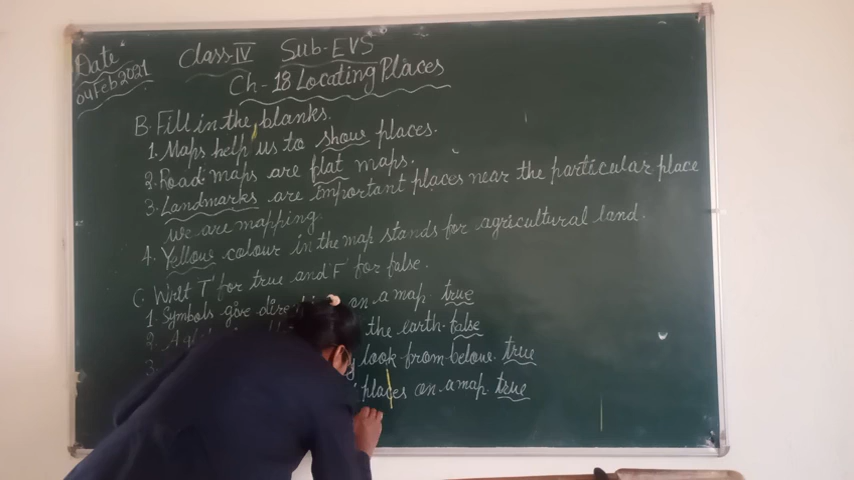 Date
04 Feb 2021
Class-IV Sub-EVS
Ch-18 Locating Places
B. Fill in the blanks.
1. Maps help us to show places.
2. Road maps are flat maps.
3. Landmarks are important places near the particular place
we are mapping.
4. Yellow colour in the map stands for agricultural land.
C. Writ T for true and F for false.
1. Symbols give on a map. true
2. the earth. false
3. look from below. true
places on a map. true